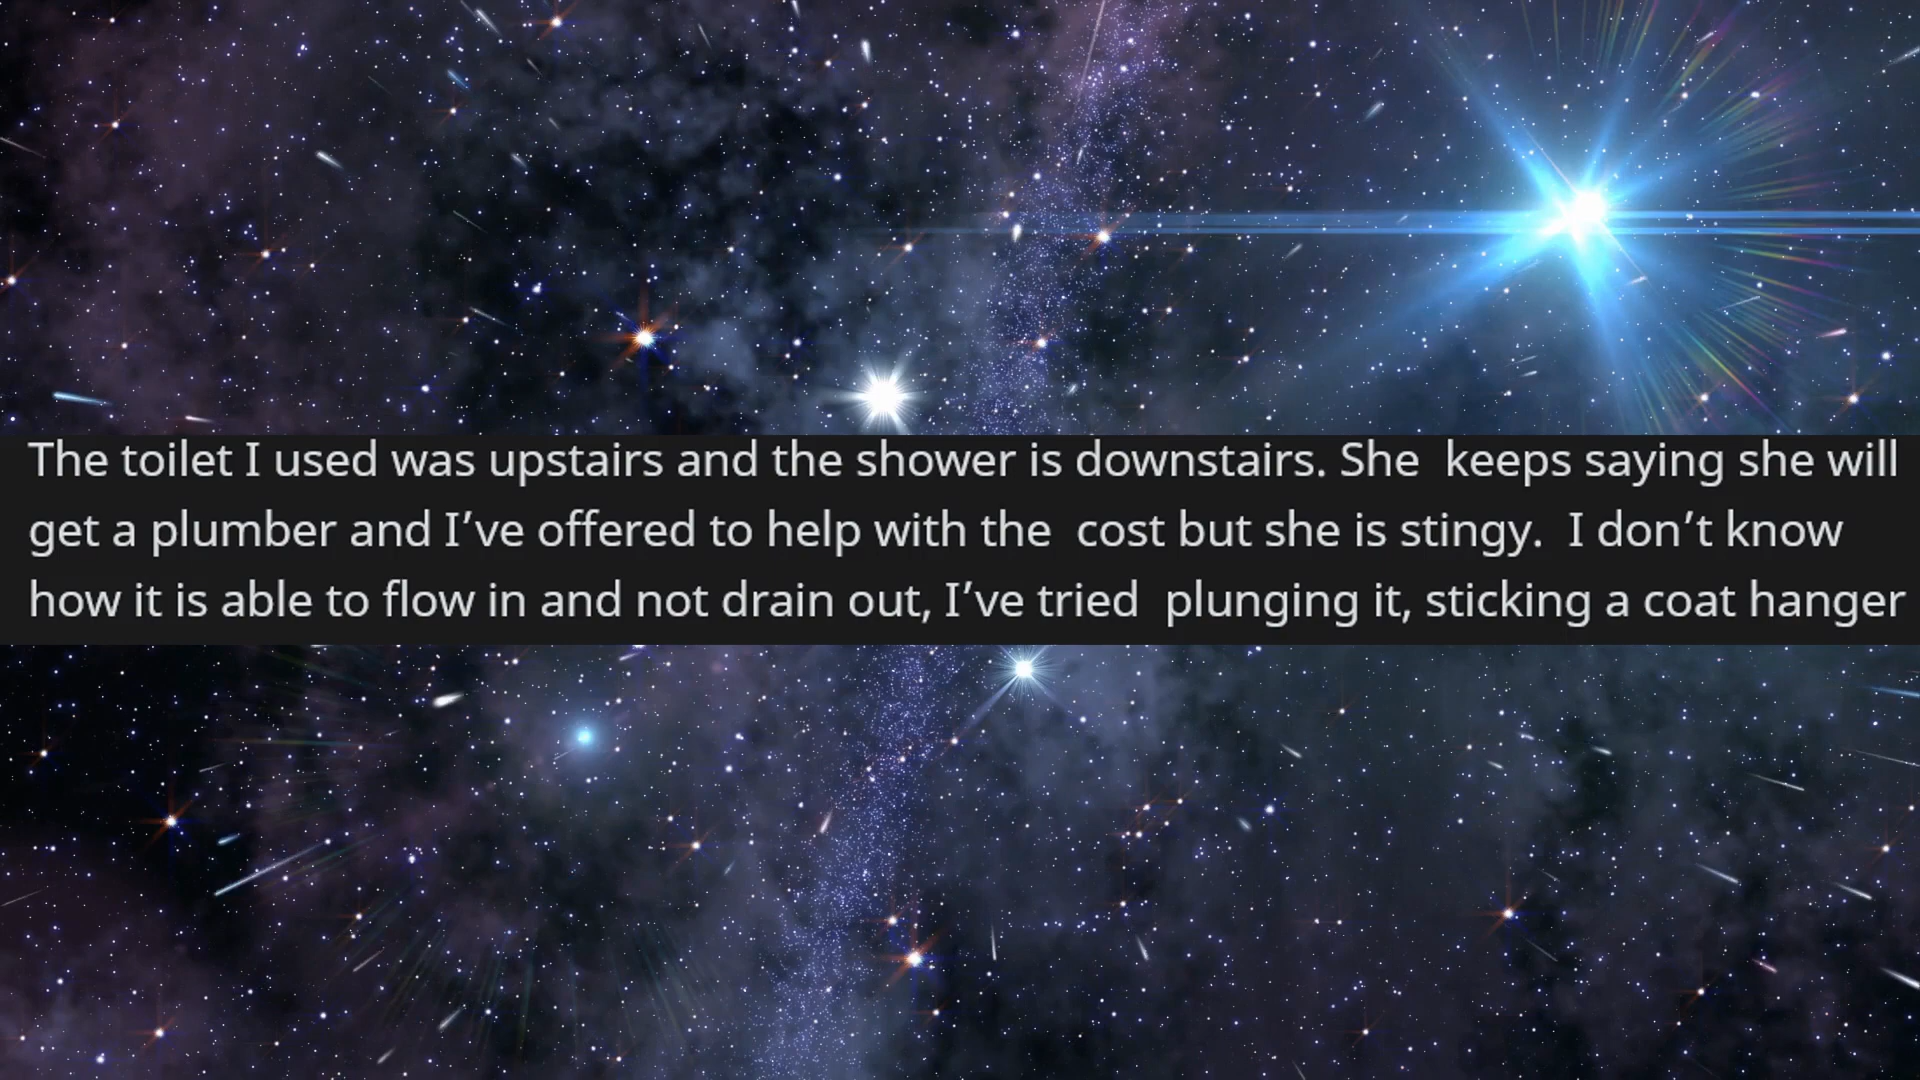 The toilet I used was upstairs and the shower is downstairs. She  keeps saying she will
get a plumber and I’ve offered to help with the  cost but she is stingy.  I don’t know
how it is able to flow in and not drain out, I’ve tried  plunging it, sticking a coat hanger